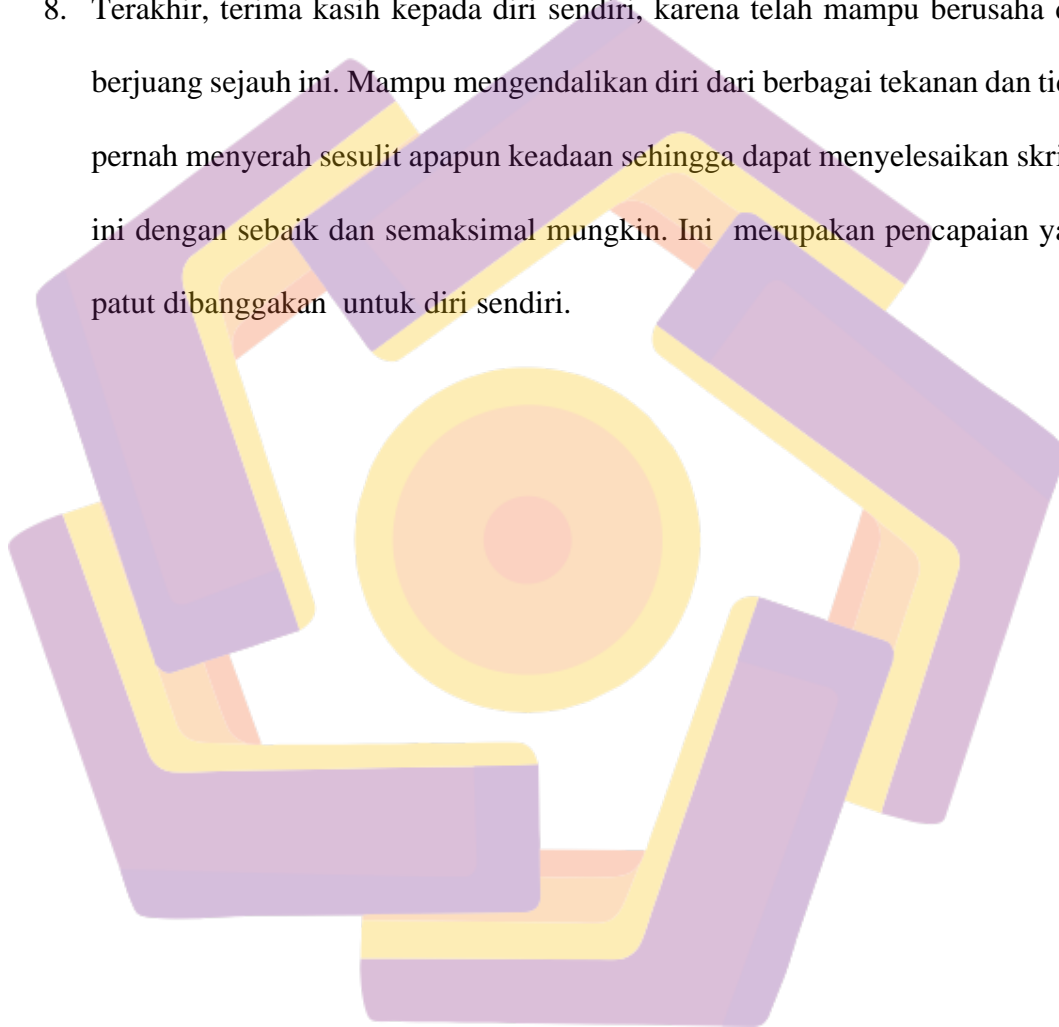 8. Terakhir, terima kasih kepada diri sendiri, karena telah mampu berusaha
berjuang sejauh ini. Mampu mengendalikan diri dari berbagai tekanan dan
pernah menyerah sesulit apapun keadaan sehingga dapat menyelesaikan
ini dengan sebaik dan semaksimal mungkin. Ini merupakan pencapaian
patut dibanggakan untuk diri sendiri.